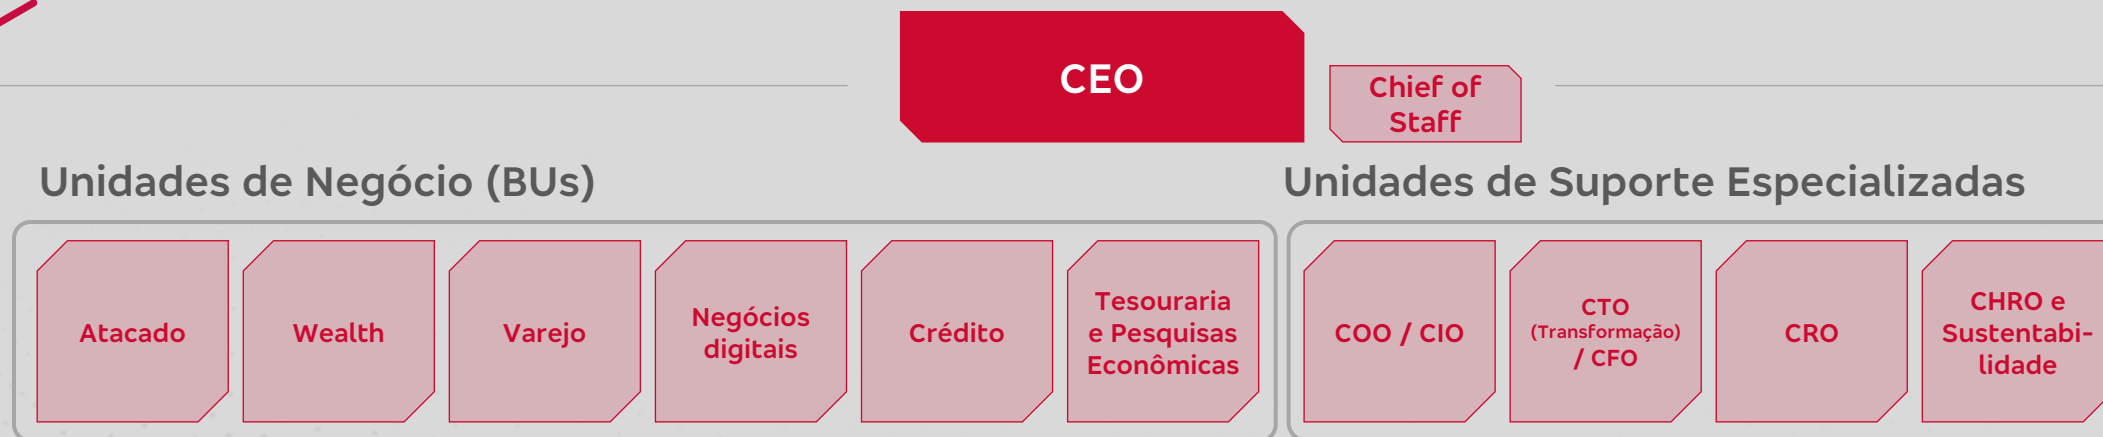 CEO
Chief of
Staff
Unidades de Negócio (BUs)
Unidades de Suporte Especializadas
Atacado
Wealth
Varejo
Negócios
digitais
Crédito
Tesouraria
e Pesquisas
Econômicas
COO / CIO
CTO
(Transformação)
/ CFO
CRO
CHRO e
Sustentabi-
lidade